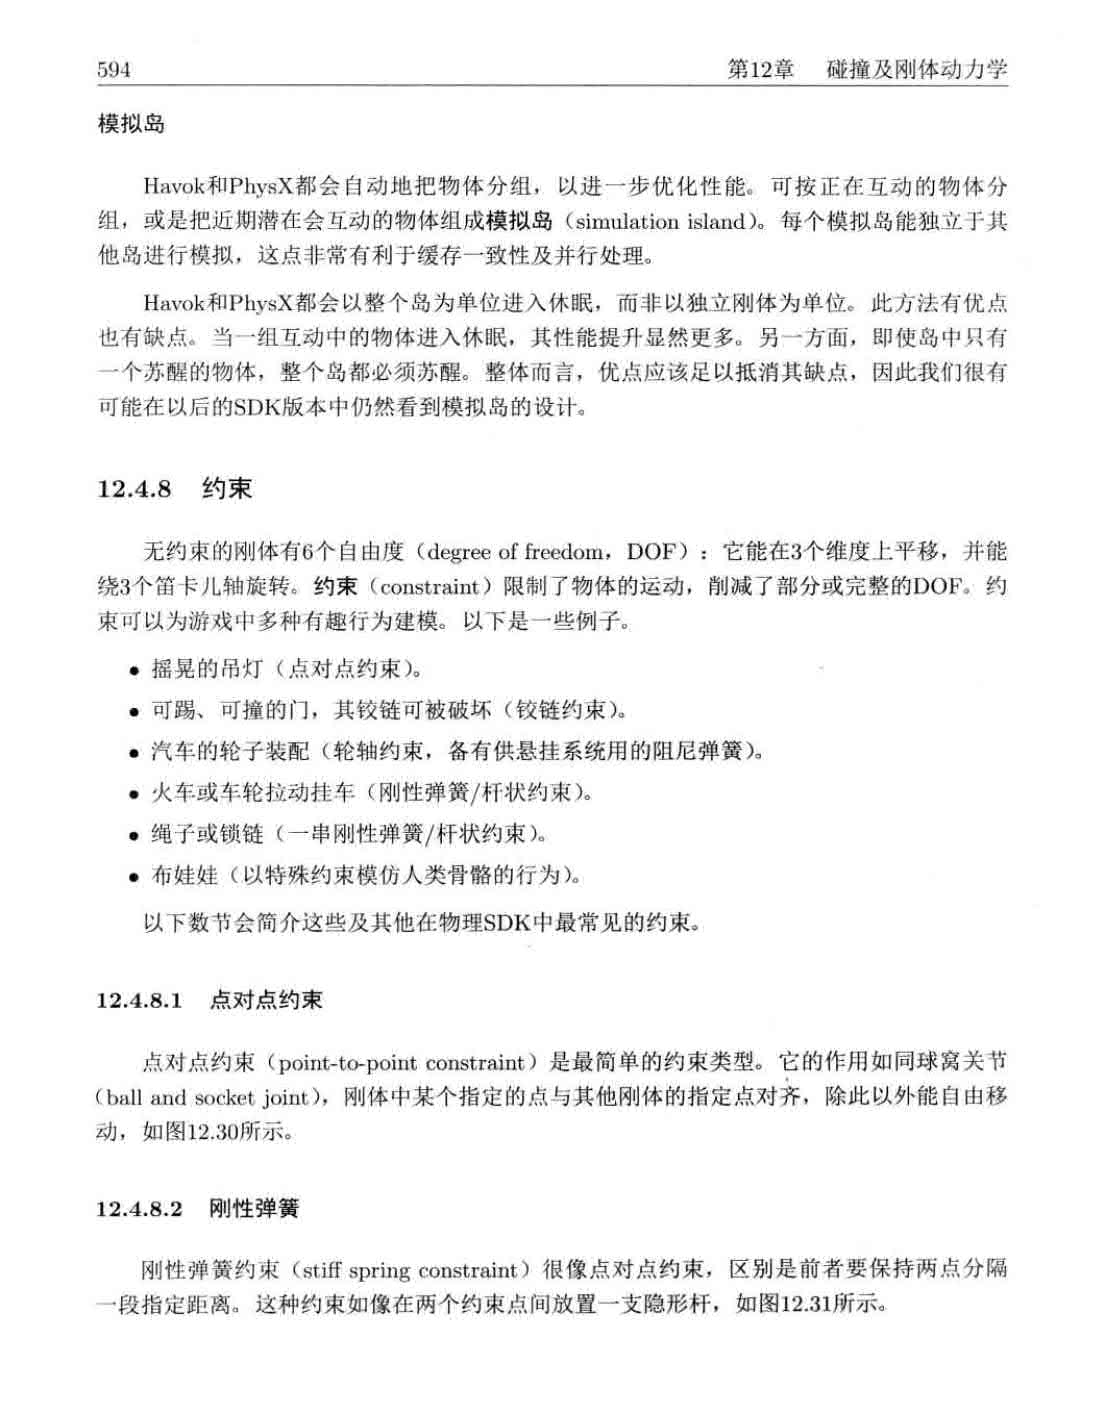 594 第12章 碰撞及刚体动力学
模拟岛
Havok和PhysX都会自动地把物体分组，以进一步优化性能。可按正在互动的物体分
组，或是把近期潜在会互动的物体组成模拟岛（simulation island）。每个模拟岛能独立于其
他岛进行模拟，这点非常有利于缓存一致性及并行处理。
Havok和PhysX都会以整个岛为单位进入休眠，而非以独立刚体为单位。此方法有优点
也有缺点。当一组互动中的物体进入休眠，其性能提升显然更多。另一方面，即使岛中只有
一个苏醒的物体，整个岛都必须苏醒。整体而言，优点应该足以抵消其缺点，因此我们很有
可能在以后的SDK版本中仍然看到模拟岛的设计。
12.4.8 约束
无约束的刚体有6个自由度（degree of freedom，DOF）：它能在3个维度上平移，并能
绕3个笛卡儿轴旋转。约束（constraint）限制了物体的运动，削减了部分或完整的DOF。约
束可以为游戏中多种有趣行为建模。以下是一些例子。
● 摇晃的吊灯（点对点约束）。
● 可踢、可撞的门，其铰链可被破坏（铰链约束）。
● 汽车的轮子装配（轮轴约束，备有供悬挂系统用的阻尼弹簧）。
● 火车或车轮拉动挂车（刚性弹簧/杆状约束）。
● 绳子或锁链（一串刚性弹簧/杆状约束）。
● 布娃娃（以特殊约束模仿人类骨骼的行为）。
以下数节会简介这些及其他在物理SDK中最常见的约束。
12.4.8.1 点对点约束
点对点约束（point-to-point constraint）是最简单的约束类型。它的作用如同球窝关节
（ball and socket joint），刚体中某个指定的点与其他刚体的指定点对齐，除此以外能自由移
动，如图12.30所示。
12.4.8.2 刚性弹簧
刚性弹簧约束（stiff spring constraint）很像点对点约束，区别是前者要保持两点分隔
一段指定距离。这种约束如像在两个约束点间放置一支隐形杆，如图12.31所示。